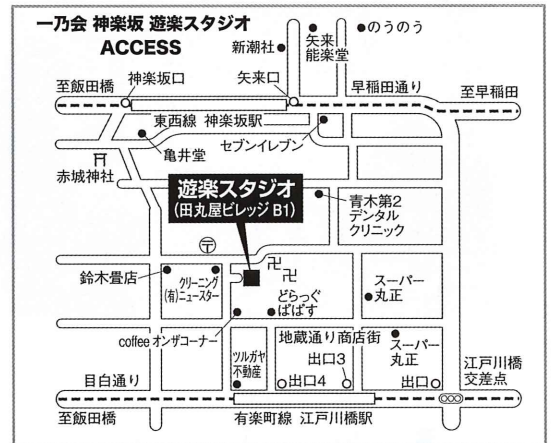 一乃会 神楽坂 遊楽スタジオ
ACCESS
矢来
能楽堂
のうのう
新潮社
至飯田橋
神楽坂口
矢来口
早稲田通り
至早稲田
東西線 神楽坂駅
亀井堂
セブンイレブン
赤城神社
遊楽スタジオ
(田丸屋ビレッジ B1)
青木第2
デンタル
クリニック
鈴木畳店
クリーニング
(有)ニュースター
どらっぐ
ぱぱす
スーパー
丸正
coffee オンザコーナー
地蔵通り商店街
スーパー
丸正
ツルガヤ
不動産
出口3
出口4
出口
江戸川橋
交差点
目白通り
至飯田橋
有楽町線 江戸川橋駅